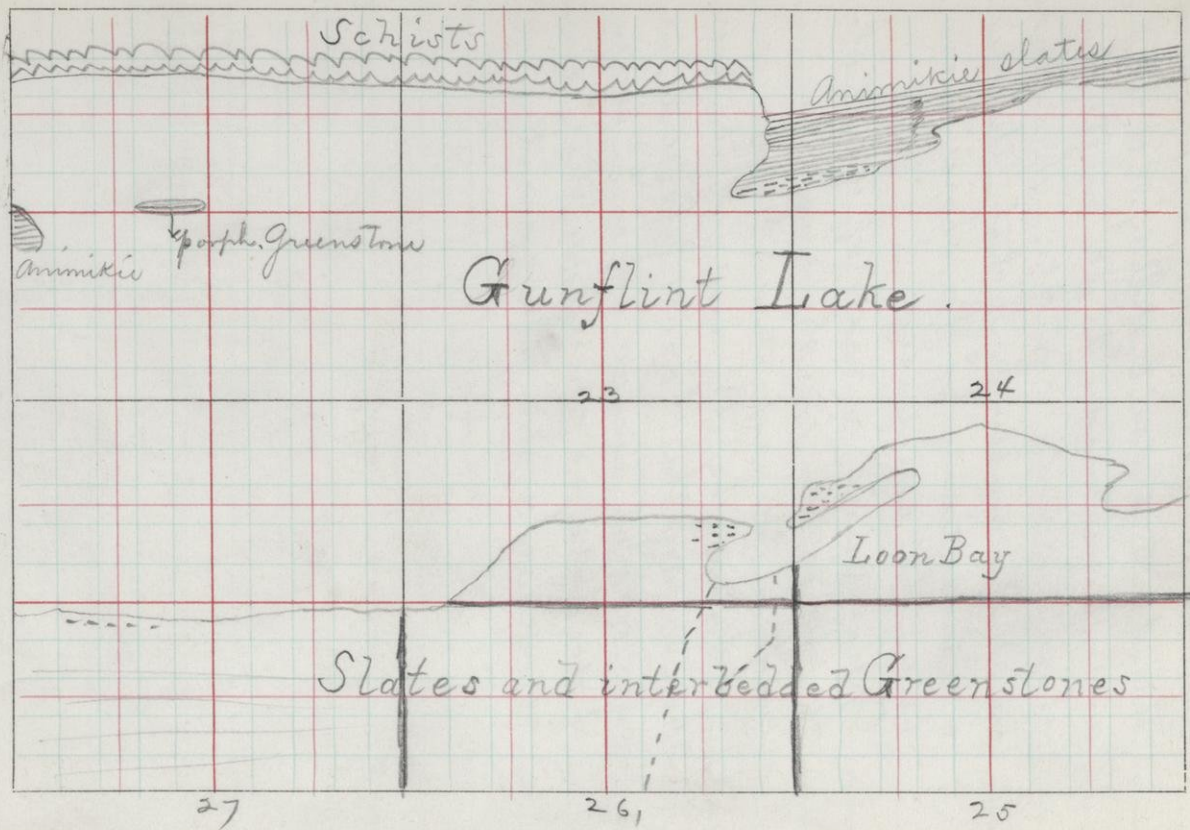 Schists
Animikie slates
porph. Greenstone
Animikie
Gunflint Lake.
23
24
Loon Bay
Slates and interbedded Greenstones
27
26,
25